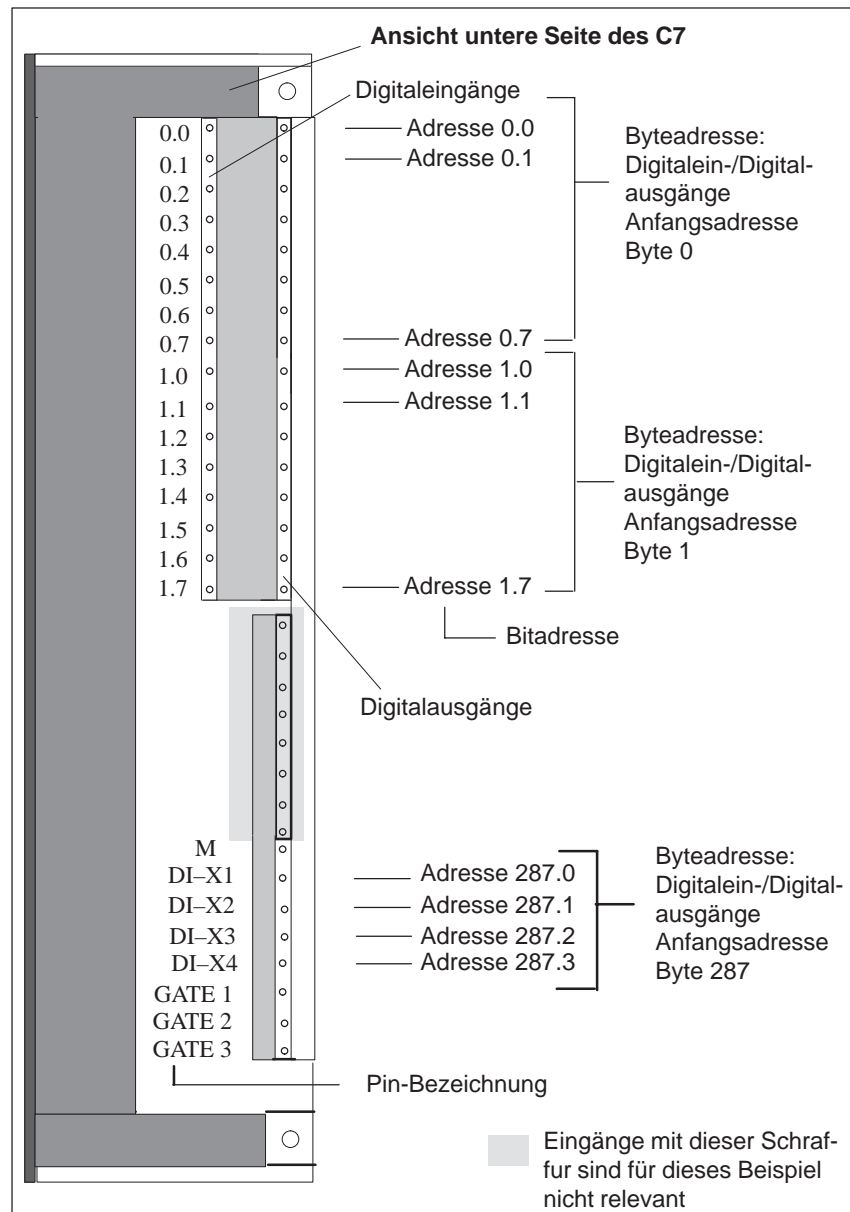 Ansicht untere Seite des C7
Digitaleingänge
0.0
0.1
0.2
0.3
0.4
0.5
0.6
0.7
1.0
1.1
1.2
1.3
1.4
1.5
1.6
1.7
Adresse 0.0
Adresse 0.1
Adresse 0.7
Adresse 1.0
Adresse 1.1
Adresse 1.7
Bitadresse
Byteadresse:
Digitalein-/Digital-
ausgänge
Anfangsadresse
Byte 0
Byteadresse:
Digitalein-/Digital-
ausgänge
Anfangsadresse
Byte 1
Digitalausgänge
M
DI–X1
DI–X2
DI–X3
DI–X4
GATE 1
GATE 2
GATE 3
Adresse 287.0
Adresse 287.1
Adresse 287.2
Adresse 287.3
Byteadresse:
Digitalein-/Digital-
ausgänge
Anfangsadresse
Byte 287
Pin-Bezeichnung
Eingänge mit dieser Schraf-
fur sind für dieses Beispiel
nicht relevant